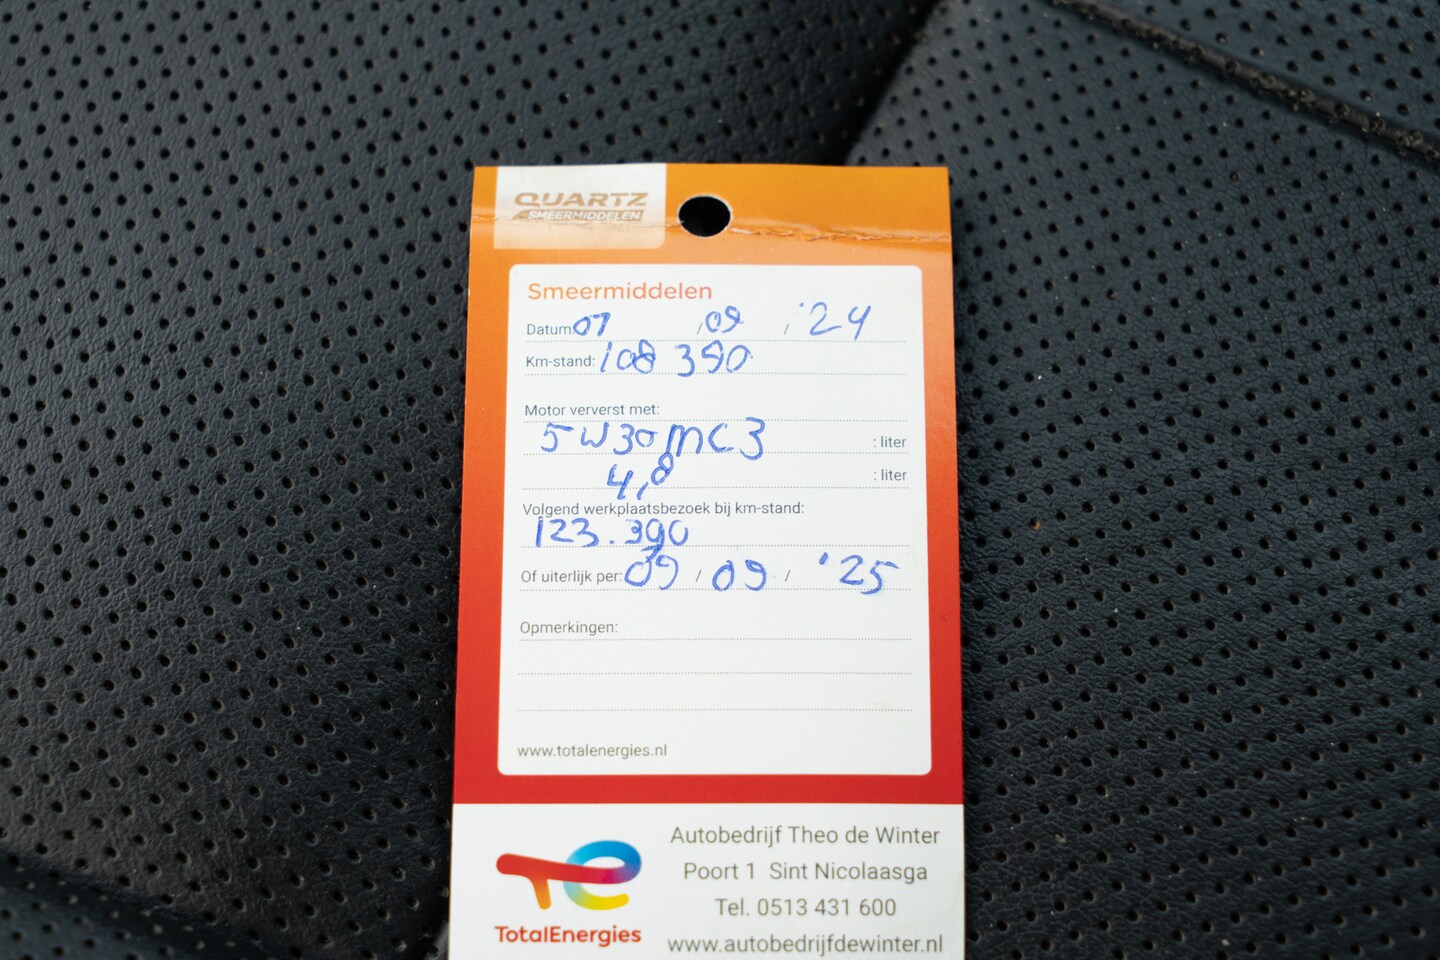 QUARTZ
SMEERMIDDELEN
Smeermiddelen
Datum: 07 / 09 / '24
Km-stand: 108 390
Motor ververst met:
5W30 MC3 : liter
4,8 : liter
Volgend werkplaatsbezoek bij km-stand:
123.390
Of uiterlijk per: 09 / 09 / '25
Opmerkingen:
www.totalenergies.nl
Autobedrijf Theo de Winter
Poort 1 Sint Nicolaasga
Tel. 0513 431 600
TotalEnergies
www.autobedrijfdewinter.nl